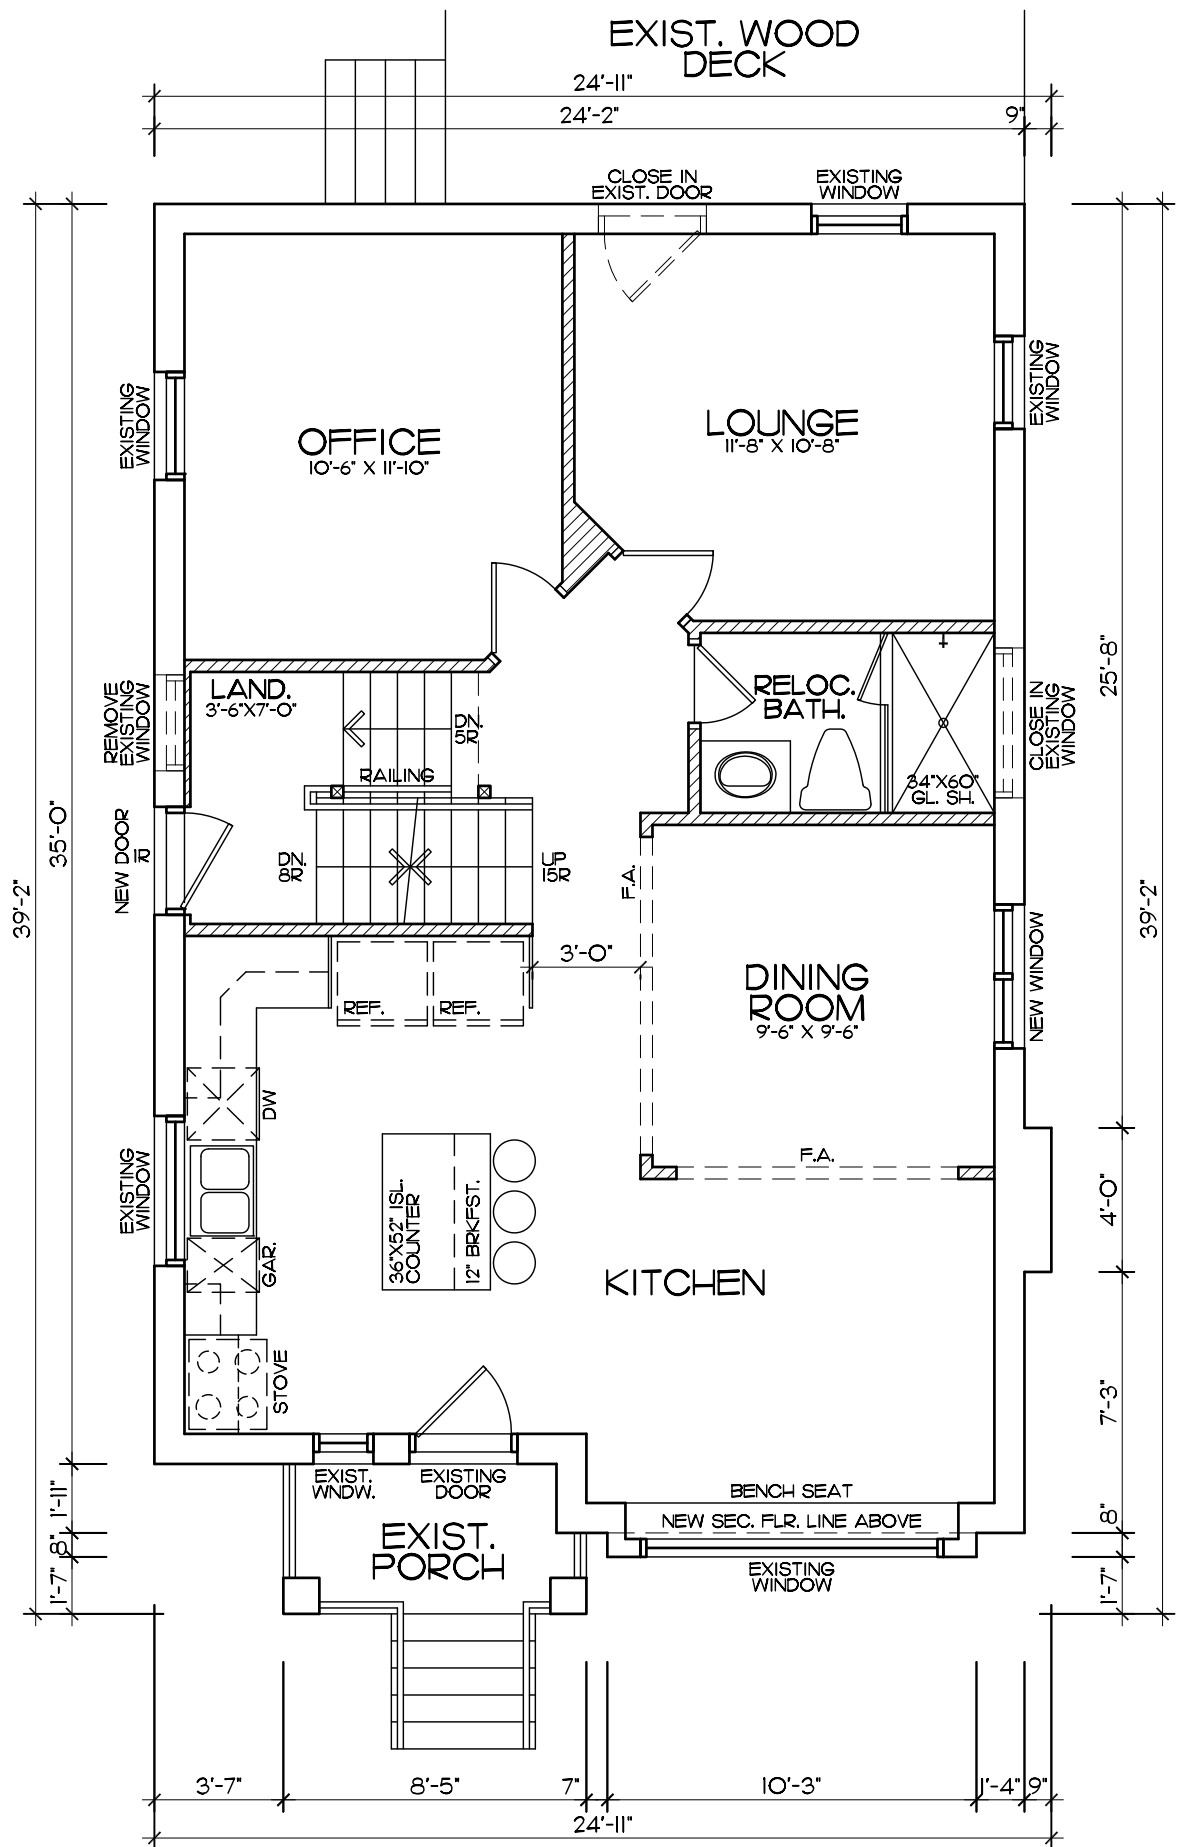 EXIST. WOOD
DECK
24'-11"
24'-2"
9"
CLOSE IN
EXIST. DOOR
EXISTING
WINDOW
EXISTING
WINDOW
OFFICE
10'-6" X 11'-10"
LOUNGE
11'-8" X 10'-8"
EXISTING
WINDOW
REMOVE
EXISTING
WINDOW
LAND.
3'-6"X7'-0"
DN.
5R
RAILING
RELOC.
BATH.
34"X60"
GL. SH.
CLOSE IN
EXISTING
WINDOW
25'-8"
39'-2"
35'-0"
NEW DOOR
1R
DN.
8R
UP
15R
F.A.
39'-2"
3'-0"
REF.
REF.
DINING
ROOM
9'-6" X 9'-6"
NEW WINDOW
DW
EXISTING
WINDOW
36"X52" ISL.
COUNTER
12" BRKFST.
F.A.
4'-0"
GAR.
KITCHEN
STOVE
7'-3"
EXIST.
WNDW.
EXISTING
DOOR
BENCH SEAT
NEW SEC. FLR. LINE ABOVE
1'-11"
8"
1'-7"
EXIST.
PORCH
EXISTING
WINDOW
8"
1'-7"
3'-7"
8'-5"
7"
10'-3"
1'-4"
9"
24'-11"